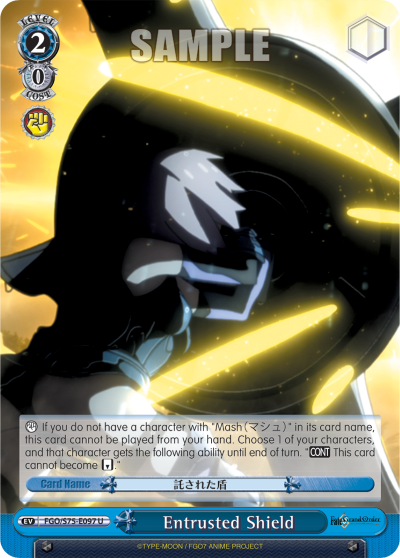 LEVEL
2
0
COST
SAMPLE
If you do not have a character with "Mash(マシュ)" in its card name,
this card cannot be played from your hand. Choose 1 of your characters,
and that character gets the following ability until end of turn. "CONT This card
cannot become ."
Card Name 託された盾
EV FGO/S75-E097 U Entrusted Shield Fate/Grand Order
©TYPE-MOON / FGO7 ANIME PROJECT